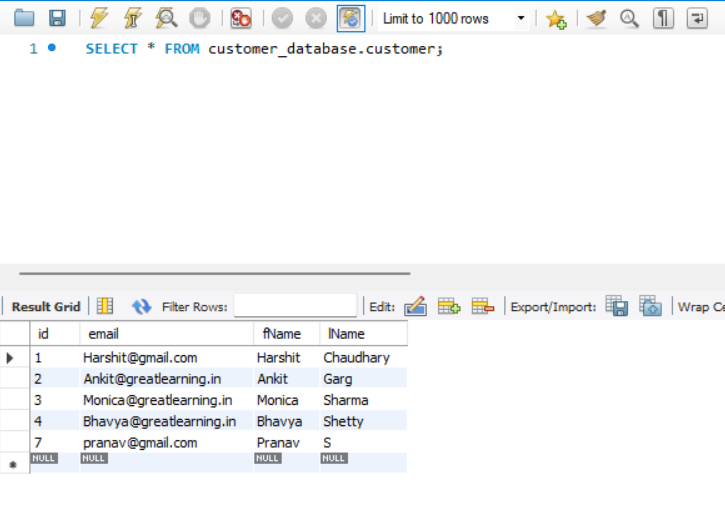 Limit to 1000 rows
1 SELECT * FROM customer_database.customer;
Result Grid Filter Rows: Edit: Export/Import: Wrap Ce
id email fName lName
1 Harshit@gmail.com Harshit Chaudhary
2 Ankit@greatlearning.in Ankit Garg
3 Monica@greatlearning.in Monica Sharma
4 Bhavya@greatlearning.in Bhavya Shetty
7 pranav@gmail.com Pranav S
NULL NULL NULL NULL